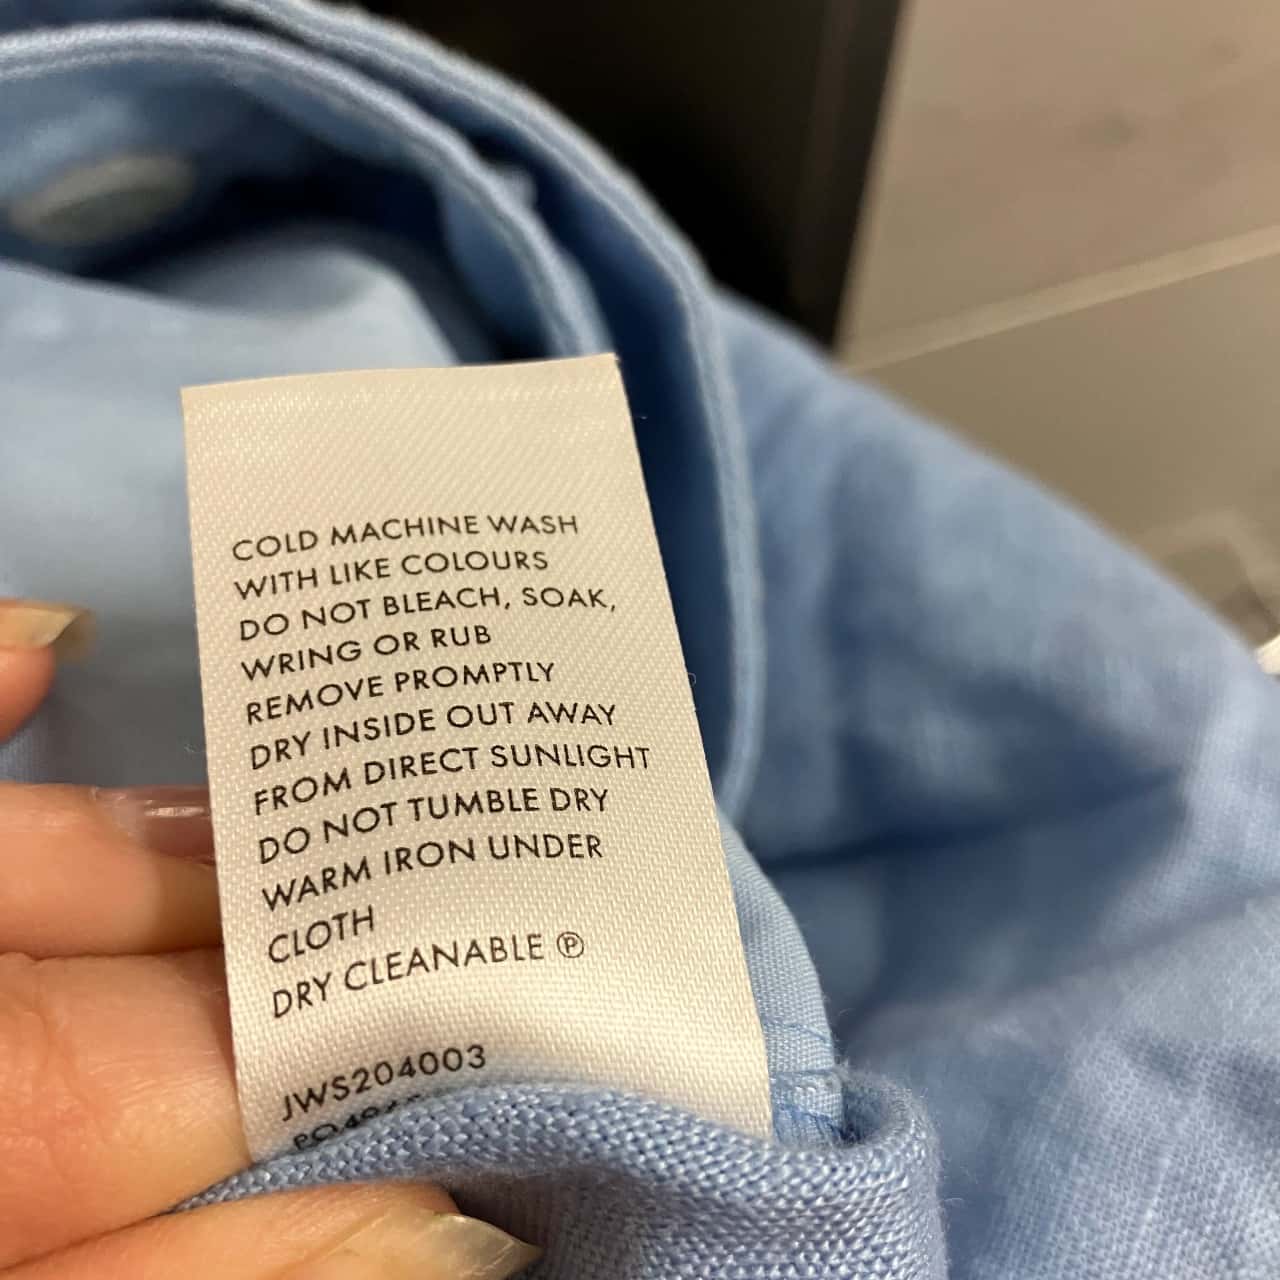 COLD MACHINE WASH
WITH LIKE COLOURS
DO NOT BLEACH, SOAK,
WRING OR RUB
REMOVE PROMPTLY
DRY INSIDE OUT AWAY
FROM DIRECT SUNLIGHT
DO NOT TUMBLE DRY
WARM IRON UNDER
CLOTH
DRY CLEANABLE Ⓟ
JWS204003